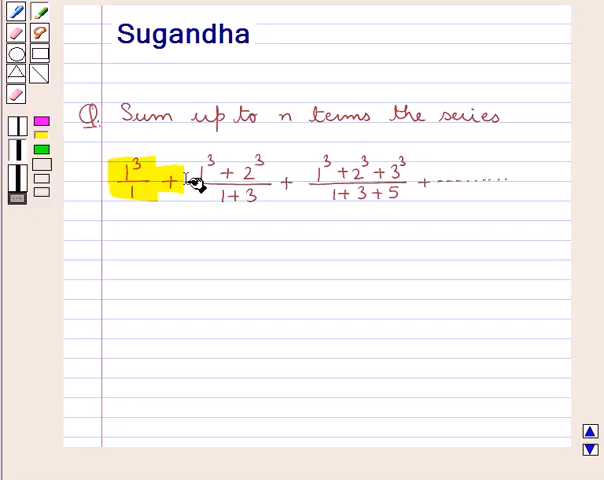 Sugandha
Q. Sum up to n terms the series
1³/1 + 1³ + 2³/1 + 3 + 1³ + 2³ + 3³/1 + 3 + 5 + ..........